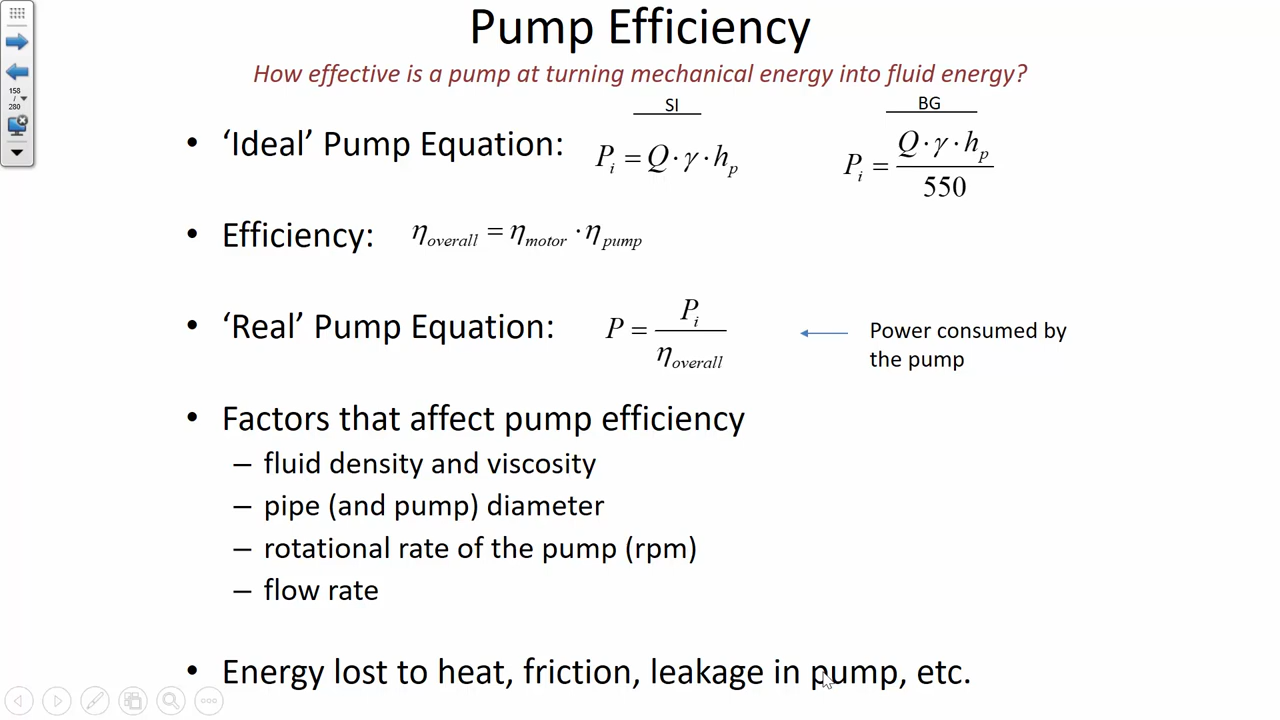 Pump Efficiency
How effective is a pump at turning mechanical energy into fluid energy?
158
/
280
SI
BG
• ‘Ideal’ Pump Equation: P_i = Q · γ · h_p    P_i = (Q · γ · h_p) / 550
• Efficiency: η_overall = η_motor · η_pump
• ‘Real’ Pump Equation: P = P_i / η_overall
Power consumed by
the pump
• Factors that affect pump efficiency
– fluid density and viscosity
– pipe (and pump) diameter
– rotational rate of the pump (rpm)
– flow rate
• Energy lost to heat, friction, leakage in pump, etc.